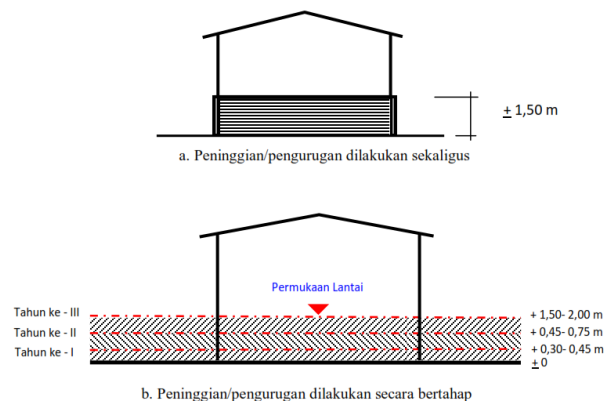 ± 1,50 m
a. Peninggian/pengurugan dilakukan sekaligus
Permukaan Lantai
Tahun ke - III
+ 1,50- 2,00 m
Tahun ke - II
+ 0,45- 0,75 m
Tahun ke - I
+ 0,30- 0,45 m
± 0
b. Peninggian/pengurugan dilakukan secara bertahap